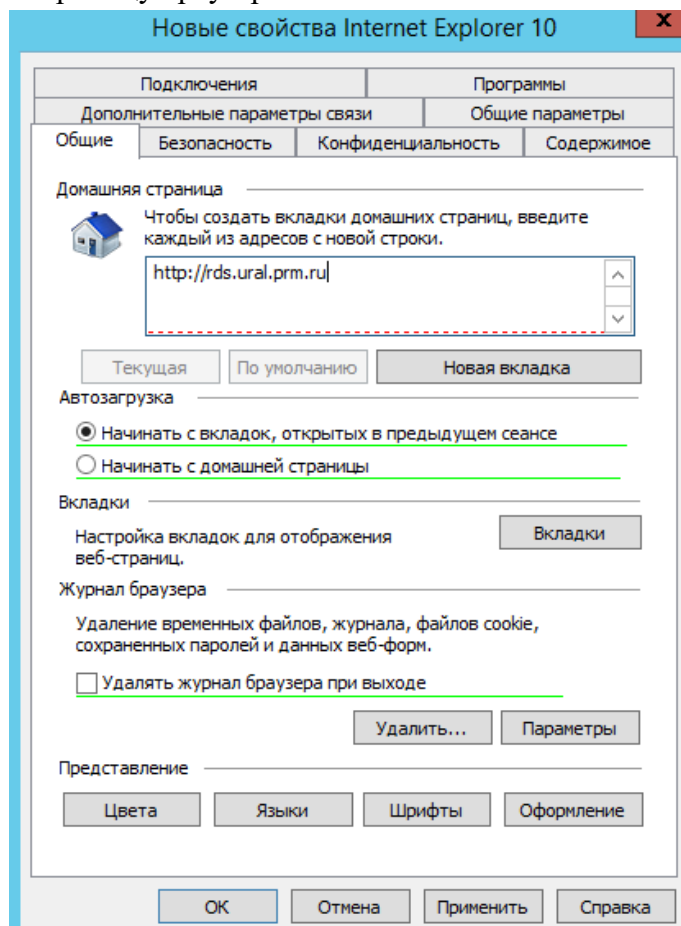 Новые свойства Internet Explorer 10
x
Подключения
Программы
Дополнительные параметры связи
Общие параметры
Общие
Безопасность
Конфиденциальность
Содержимое
Домашняя страница
Чтобы создать вкладки домашних страниц, введите
каждый из адресов с новой строки.
http://rds.ural.prm.ru
Текущая
По умолчанию
Новая вкладка
Автозагрузка
Начинать с вкладок, открытых в предыдущем сеансе
Начинать с домашней страницы
Вкладки
Настройка вкладок для отображения
веб-страниц.
Вкладки
Журнал браузера
Удаление временных файлов, журнала, файлов cookie,
сохраненных паролей и данных веб-форм.
Удалять журнал браузера при выходе
Удалить...
Параметры
Представление
Цвета
Языки
Шрифты
Оформление
ОК
Отмена
Применить
Справка